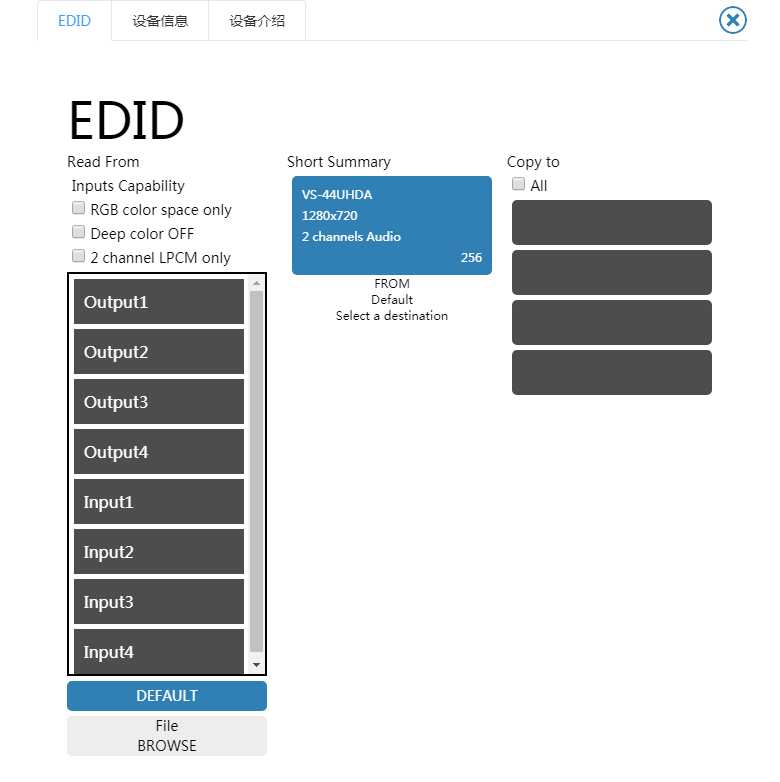 EDID
设备信息
设备介绍
EDID
Read From
Inputs Capability
RGB color space only
Deep color OFF
2 channel LPCM only
Output1
Output2
Output3
Output4
Input1
Input2
Input3
Input4
DEFAULT
File
BROWSE
Short Summary
VS-44UHDA
1280x720
2 channels Audio
256
FROM
Default
Select a destination
Copy to
All